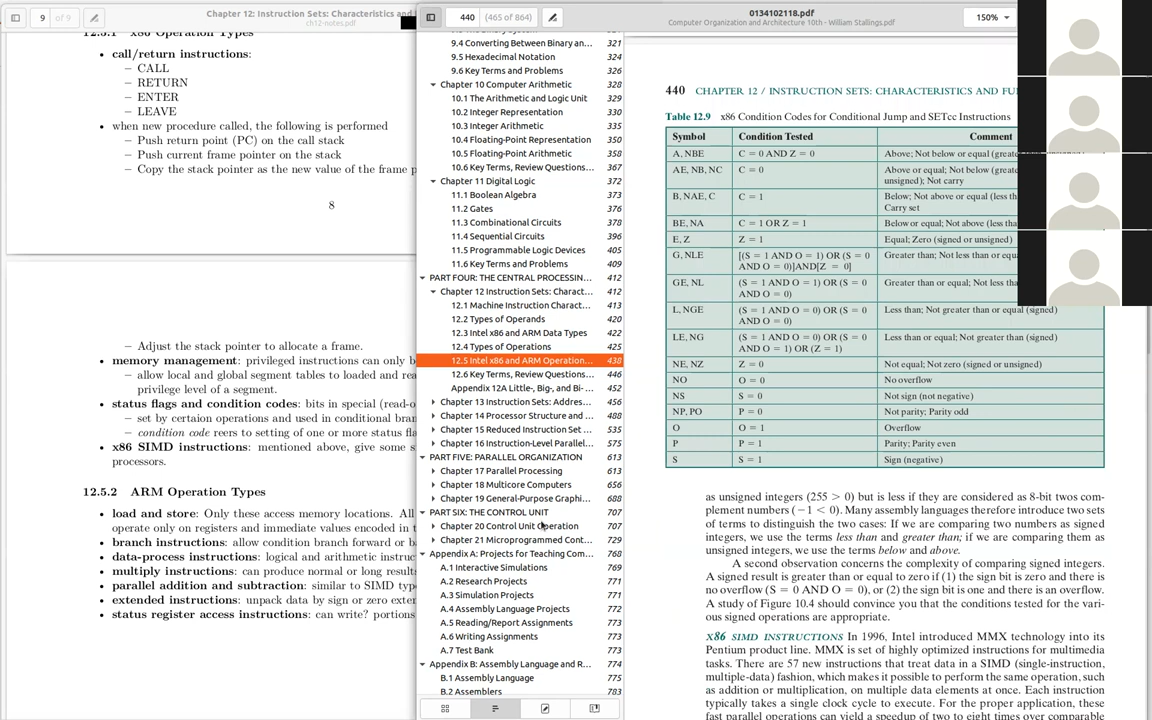 9 of 9
Chapter 12: Instruction Sets: Characteristics and
ch12-notes.pdf
12.5.1 x86 Operation Types
• call/return instructions:
– CALL
– RETURN
– ENTER
– LEAVE
• when new procedure called, the following is performed
– Push return point (PC) on the call stack
– Push current frame pointer on the stack
– Copy the stack pointer as the new value of the frame p
8
– Adjust the stack pointer to allocate a frame.
• memory management: privileged instructions can only b
– allow local and global segment tables to loaded and rea
privilege level of a segment.
• status flags and condition codes: bits in special (read-o
– set by certaion operations and used in conditional bran
– condition code reers to setting of one or more status fla
• x86 SIMD instructions: mentioned above, give some s
processors.
12.5.2 ARM Operation Types
• load and store: Only these access memory locations. All
operate only on registers and immediate values encoded in t
• branch instructions: allow condition branch forward or b
• data-process instructions: logical and arithmetic instruc
• multiply instructions: can produce normal or long results
• parallel addition and subtraction: similar to SIMD typ
• extended instructions: unpack data by sign or zero exter
• status register access instructions: can write? portions
440 (465 of 864)
0134102118.pdf
Computer Organization and Architecture 10th - William Stallings.pdf
150%
321
9.4 Converting Between Binary an... 321
9.5 Hexadecimal Notation 324
9.6 Key Terms and Problems 326
Chapter 10 Computer Arithmetic 328
10.1 The Arithmetic and Logic Unit 329
10.2 Integer Representation 330
10.3 Integer Arithmetic 335
10.4 Floating-Point Representation 350
10.5 Floating-Point Arithmetic 358
10.6 Key Terms, Review Questions... 367
Chapter 11 Digital Logic 372
11.1 Boolean Algebra 373
11.2 Gates 376
11.3 Combinational Circuits 378
11.4 Sequential Circuits 396
11.5 Programmable Logic Devices 405
11.6 Key Terms and Problems 409
PART FOUR: THE CENTRAL PROCESSIN... 412
Chapter 12 Instruction Sets: Charact... 412
12.1 Machine Instruction Charact... 413
12.2 Types of Operands 420
12.3 Intel x86 and ARM Data Types 422
12.4 Types of Operations 425
12.5 Intel x86 and ARM Operation... 438
12.6 Key Terms, Review Questions... 446
Appendix 12A Little-, Big-, and Bi-... 452
Chapter 13 Instruction Sets: Addres... 456
Chapter 14 Processor Structure and ... 488
Chapter 15 Reduced Instruction Set ... 535
Chapter 16 Instruction-Level Parallel... 575
PART FIVE: PARALLEL ORGANIZATION 613
Chapter 17 Parallel Processing 613
Chapter 18 Multicore Computers 656
Chapter 19 General-Purpose Graphi... 688
PART SIX: THE CONTROL UNIT 707
Chapter 20 Control Unit Operation 707
Chapter 21 Microprogrammed Cont... 729
Appendix A: Projects for Teaching Com... 768
A.1 Interactive Simulations 769
A.2 Research Projects 771
A.3 Simulation Projects 771
A.4 Assembly Language Projects 772
A.5 Reading/Report Assignments 773
A.6 Writing Assignments 773
A.7 Test Bank 773
Appendix B: Assembly Language and R... 774
B.1 Assembly Language 775
B.2 Assemblers 783
440 CHAPTER 12 / INSTRUCTION SETS: CHARACTERISTICS AND FU
Table 12.9 x86 Condition Codes for Conditional Jump and SETcc Instructions
Symbol Condition Tested Comment
A, NBE C = 0 AND Z = 0 Above; Not below or equal (greate
AE, NB, NC C = 0 Above or equal; Not below (greate
unsigned); Not carry
B, NAE, C C = 1 Below; Not above or equal (less tha
Carry set
BE, NA C = 1 OR Z = 1 Below or equal; Not above (less tha
E, Z Z = 1 Equal; Zero (signed or unsigned)
G, NLE [(S = 1 AND O = 1) OR (S = 0 Greater than; Not less than or equa
AND O = 0)]AND[Z = 0]
GE, NL (S = 1 AND O = 1) OR (S = 0 Greater than or equal; Not less tha
AND O = 0)
L, NGE (S = 1 AND O = 0) OR (S = 0 Less than; Not greater than or equal (signed)
AND O = 1)
LE, NG (S = 1 AND O = 0) OR (S = 0 Less than or equal; Not greater than (signed)
AND O = 1) OR (Z = 1)
NE, NZ Z = 0 Not equal; Not zero (signed or unsigned)
NO O = 0 No overflow
NS S = 0 Not sign (not negative)
NP, PO P = 0 Not parity; Parity odd
O O = 1 Overflow
P P = 1 Parity; Parity even
S S = 1 Sign (negative)
as unsigned integers (255 > 0) but is less if they are considered as 8-bit twos com-
plement numbers (−1 < 0). Many assembly languages therefore introduce two sets
of terms to distinguish the two cases: If we are comparing two numbers as signed
integers, we use the terms less than and greater than; if we are comparing them as
unsigned integers, we use the terms below and above.
A second observation concerns the complexity of comparing signed integers.
A signed result is greater than or equal to zero if (1) the sign bit is zero and there is
no overflow (S = 0 AND O = 0), or (2) the sign bit is one and there is an overflow.
A study of Figure 10.4 should convince you that the conditions tested for the vari-
ous signed operations are appropriate.
X86 SIMD INSTRUCTIONS In 1996, Intel introduced MMX technology into its
Pentium product line. MMX is set of highly optimized instructions for multimedia
tasks. There are 57 new instructions that treat data in a SIMD (single-instruction,
multiple-data) fashion, which makes it possible to perform the same operation, such
as addition or multiplication, on multiple data elements at once. Each instruction
typically takes a single clock cycle to execute. For the proper application, these
fast parallel operations can yield a speedup of two to eight times over comparable